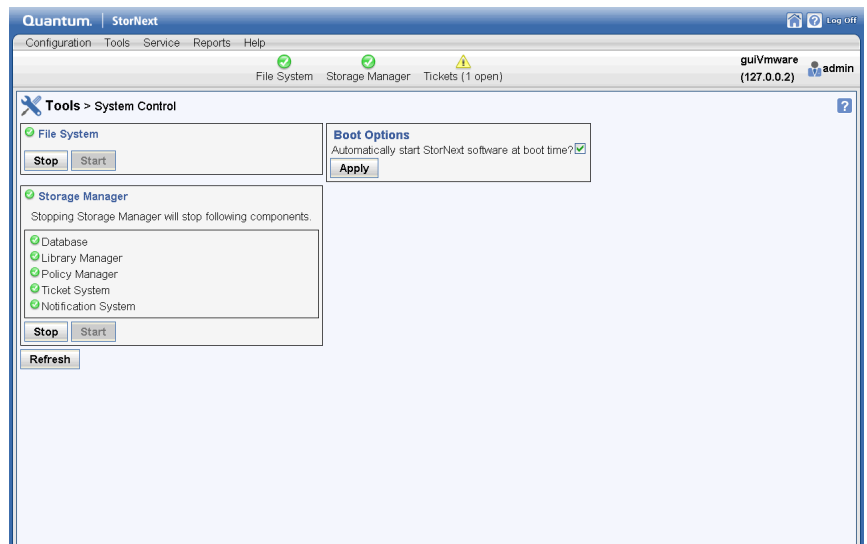 Quantum. | StorNext
Log Off
Configuration Tools Service Reports Help
File System Storage Manager Tickets (1 open)
guiVmware
(127.0.0.2)
admin
Tools > System Control
File System
Stop Start
Boot Options
Automatically start StorNext software at boot time?
Apply
Storage Manager
Stopping Storage Manager will stop following components.
Database
Library Manager
Policy Manager
Ticket System
Notification System
Stop Start
Refresh